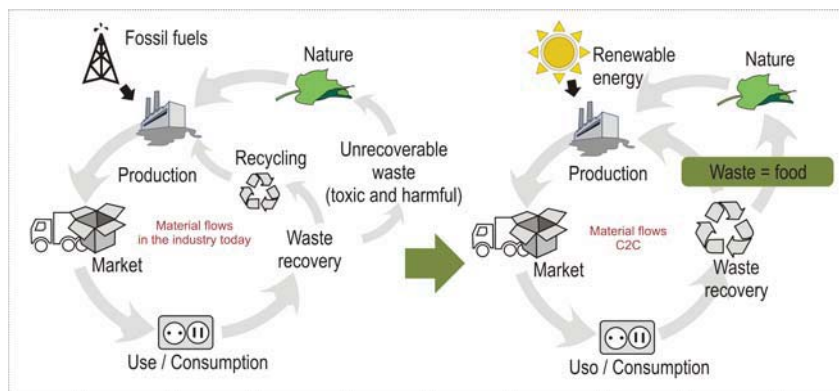 Fossil fuels
Nature
Production
Recycling
Unrecoverable
waste
(toxic and harmful)
Material flows
in the industry today
Market
Waste
recovery
Use / Consumption
Renewable
energy
Nature
Production
Waste = food
Material flows
C2C
Market
Waste
recovery
Uso / Consumption